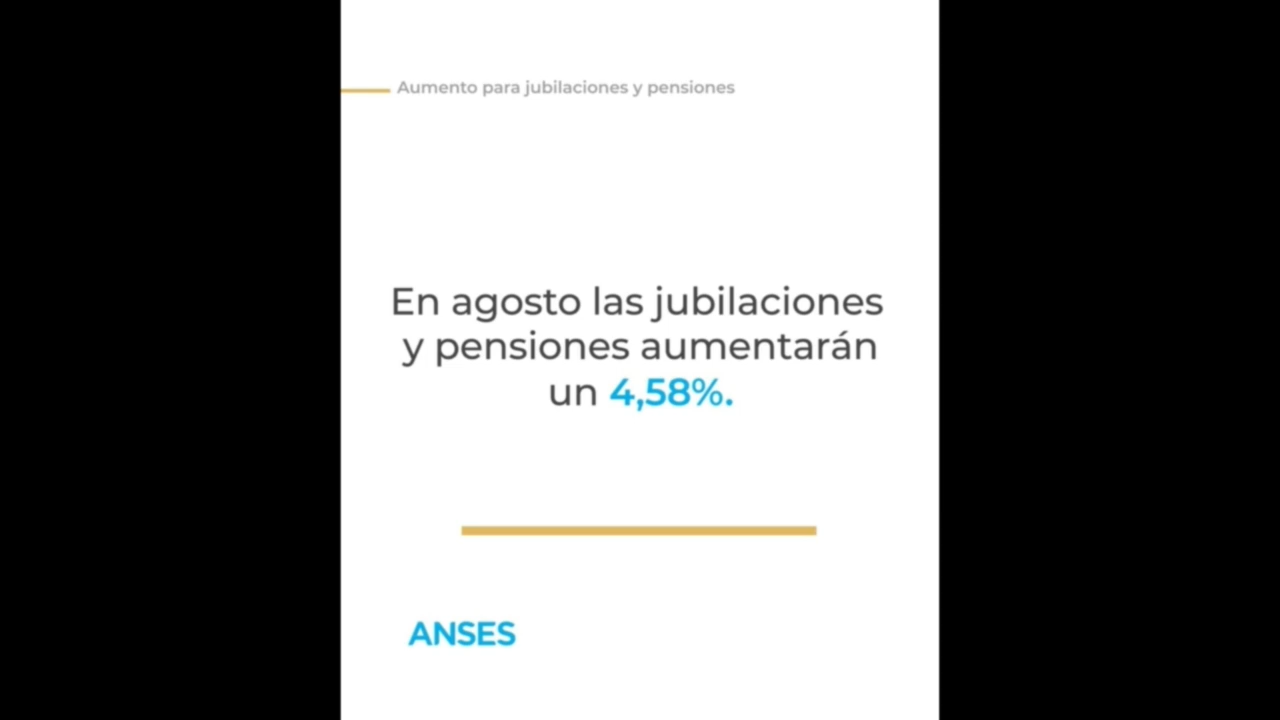 Aumento para jubilaciones y pensiones
En agosto las jubilaciones
y pensiones aumentarán
un 4,58%.
ANSES